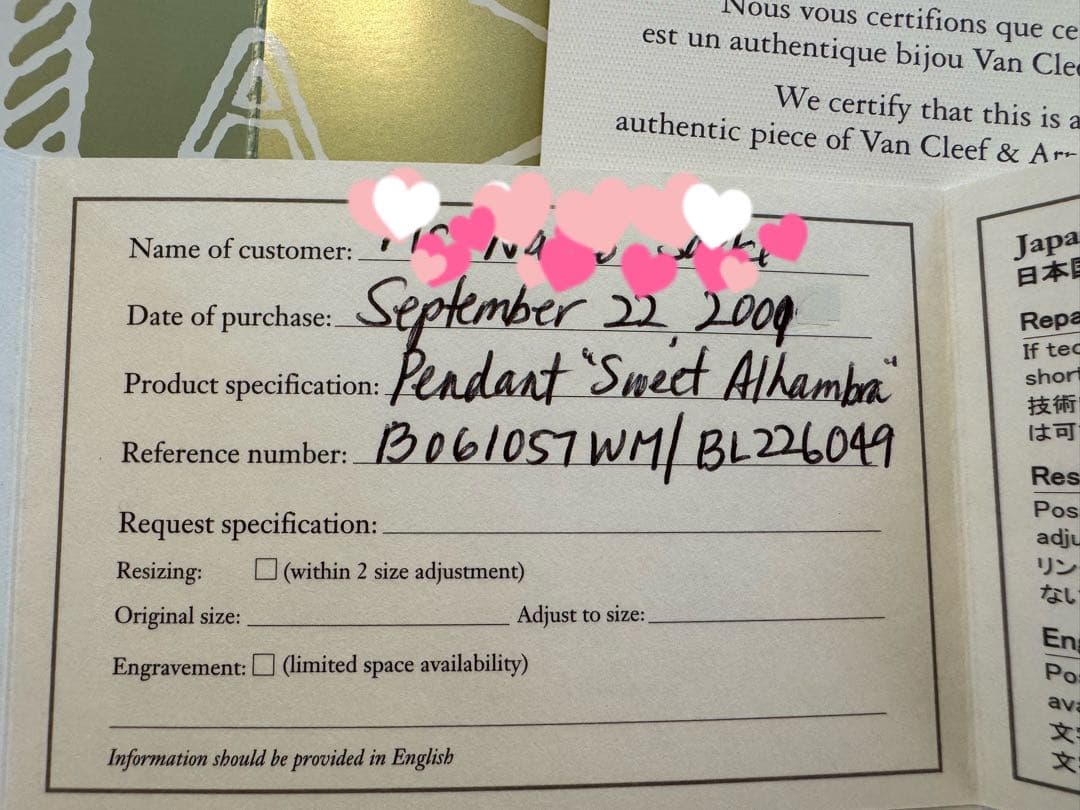 Nous vous certifions que ce
est un authentique bijou Van Clee
We certify that this is a
authentic piece of Van Cleef & Ar
Name of customer:
Date of purchase: September 22, 2009
Product specification: Pendant "Sweet Alhambra"
Reference number: B061057WM/BL226049
Request specification:
Resizing: ☐ (within 2 size adjustment)
Original size: Adjust to size:
Engravement: ☐ (limited space availability)
Information should be provided in English
Japa
日本国
Repa
If tec
short
技術
は可
Res
Pos
adju
リン
ない
En
Po
ava
文
文